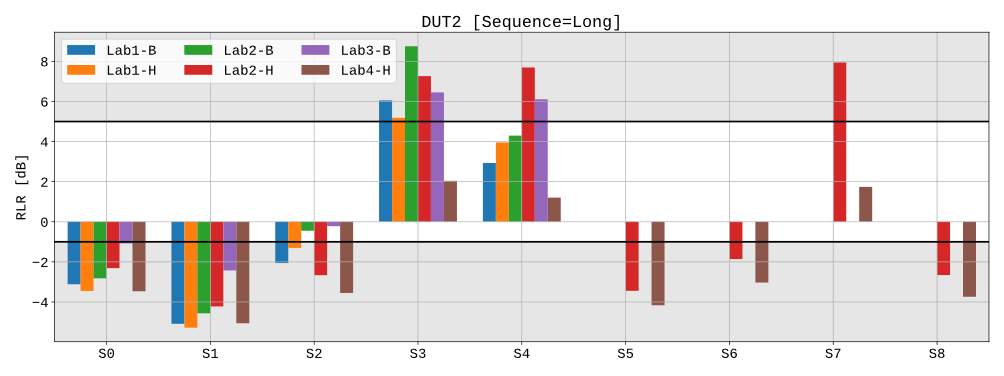 DUT2 [Sequence=Long]
Lab1-B Lab2-B Lab3-B
Lab1-H Lab2-H Lab4-H
RLR [dB]
8
6
4
2
0
−2
−4
S0 S1 S2 S3 S4 S5 S6 S7 S8